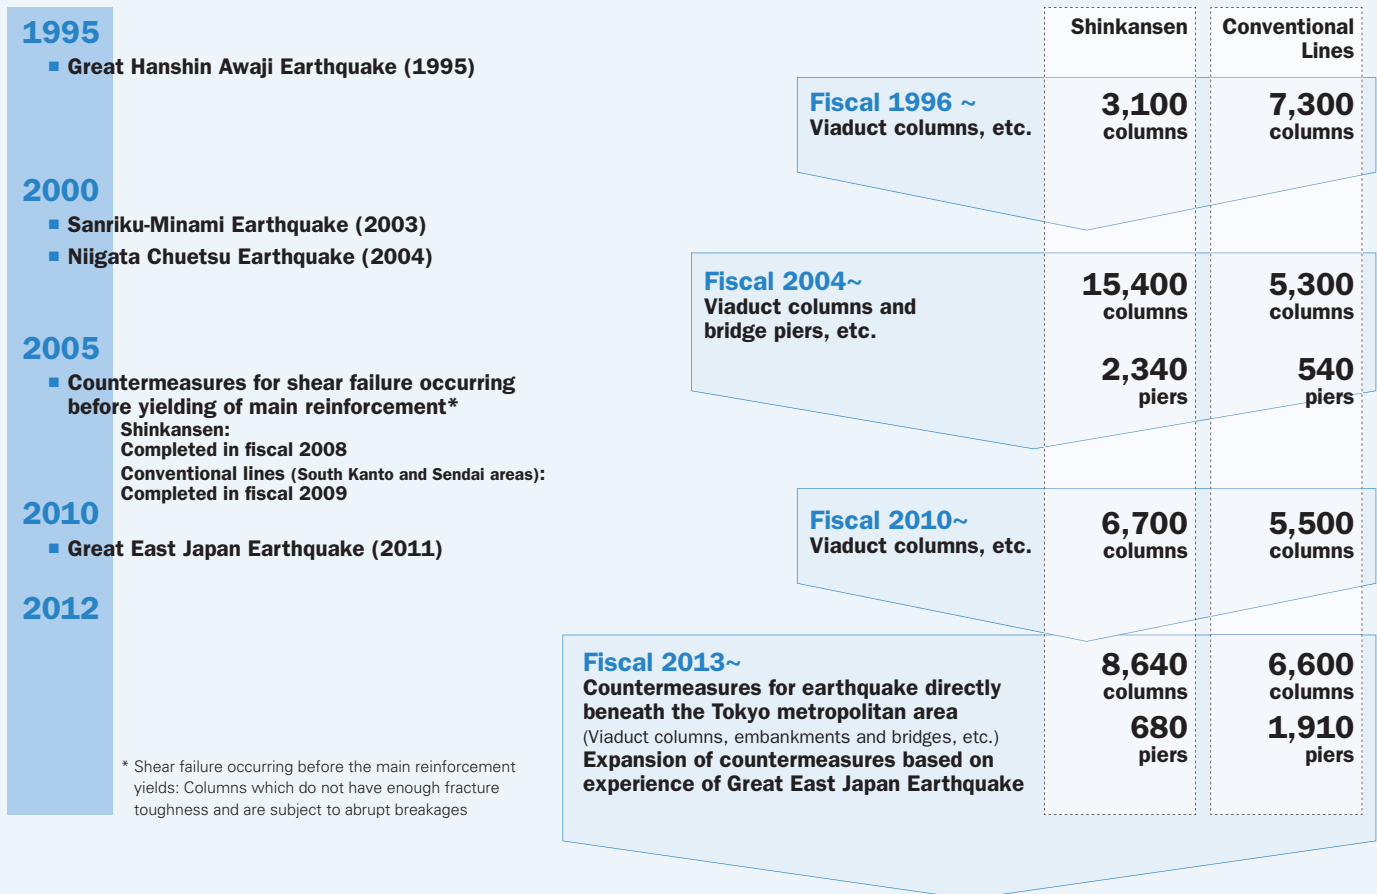 1995
■ Great Hanshin Awaji Earthquake (1995)
2000
■ Sanriku-Minami Earthquake (2003)
■ Niigata Chuetsu Earthquake (2004)
2005
■ Countermeasures for shear failure occurring
before yielding of main reinforcement*
Shinkansen:
Completed in fiscal 2008
Conventional lines (South Kanto and Sendai areas):
Completed in fiscal 2009
2010
■ Great East Japan Earthquake (2011)
2012
* Shear failure occurring before the main reinforcement
yields: Columns which do not have enough fracture
toughness and are subject to abrupt breakages
Shinkansen
Conventional
Lines
Fiscal 1996 ~
Viaduct columns, etc.
3,100
columns
7,300
columns
Fiscal 2004~
Viaduct columns and
bridge piers, etc.
15,400
columns
5,300
columns
2,340
piers
540
piers
Fiscal 2010~
Viaduct columns, etc.
6,700
columns
5,500
columns
Fiscal 2013~
Countermeasures for earthquake directly
beneath the Tokyo metropolitan area
(Viaduct columns, embankments and bridges, etc.)
Expansion of countermeasures based on
experience of Great East Japan Earthquake
8,640
columns
6,600
columns
680
piers
1,910
piers